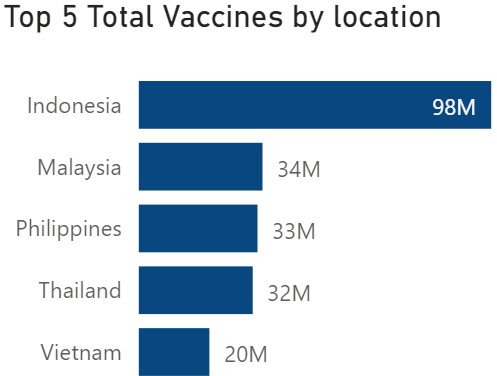 Top 5 Total Vaccines by location
Indonesia 98M
Malaysia 34M
Philippines 33M
Thailand 32M
Vietnam 20M